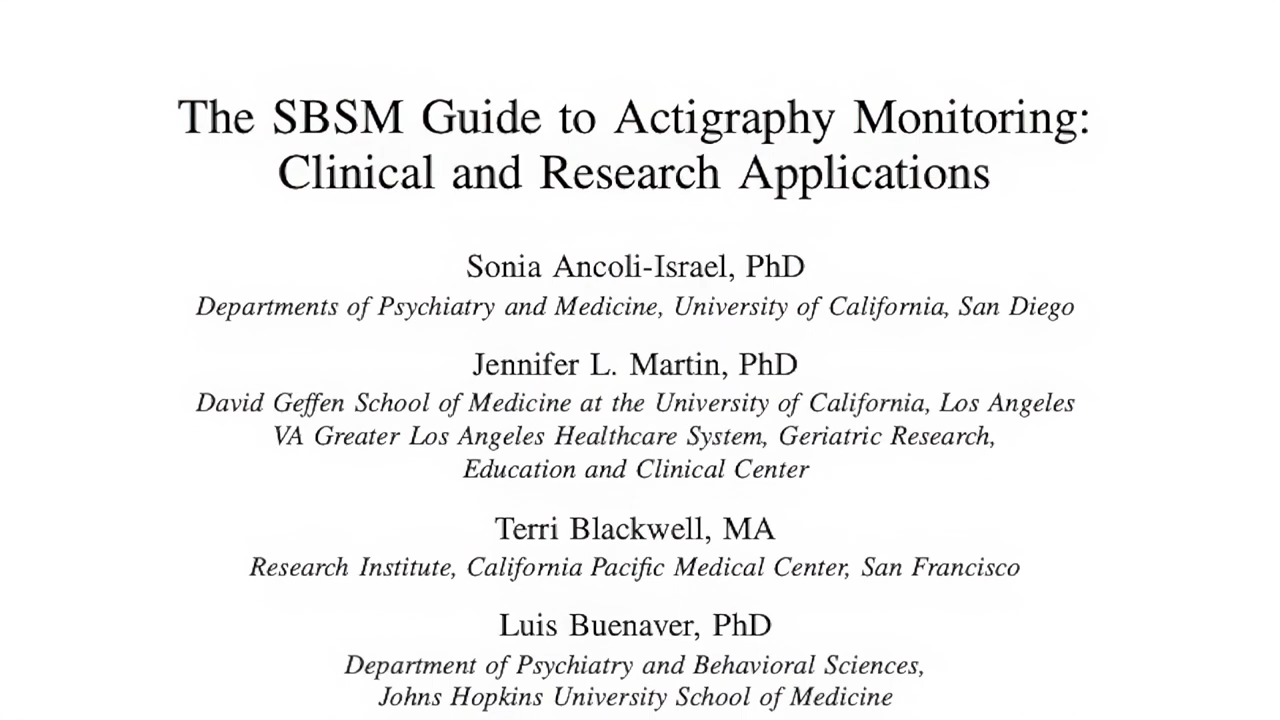 The SBSM Guide to Actigraphy Monitoring:
Clinical and Research Applications
Sonia Ancoli-Israel, PhD
Departments of Psychiatry and Medicine, University of California, San Diego
Jennifer L. Martin, PhD
David Geffen School of Medicine at the University of California, Los Angeles
VA Greater Los Angeles Healthcare System, Geriatric Research,
Education and Clinical Center
Terri Blackwell, MA
Research Institute, California Pacific Medical Center, San Francisco
Luis Buenaver, PhD
Department of Psychiatry and Behavioral Sciences,
Johns Hopkins University School of Medicine